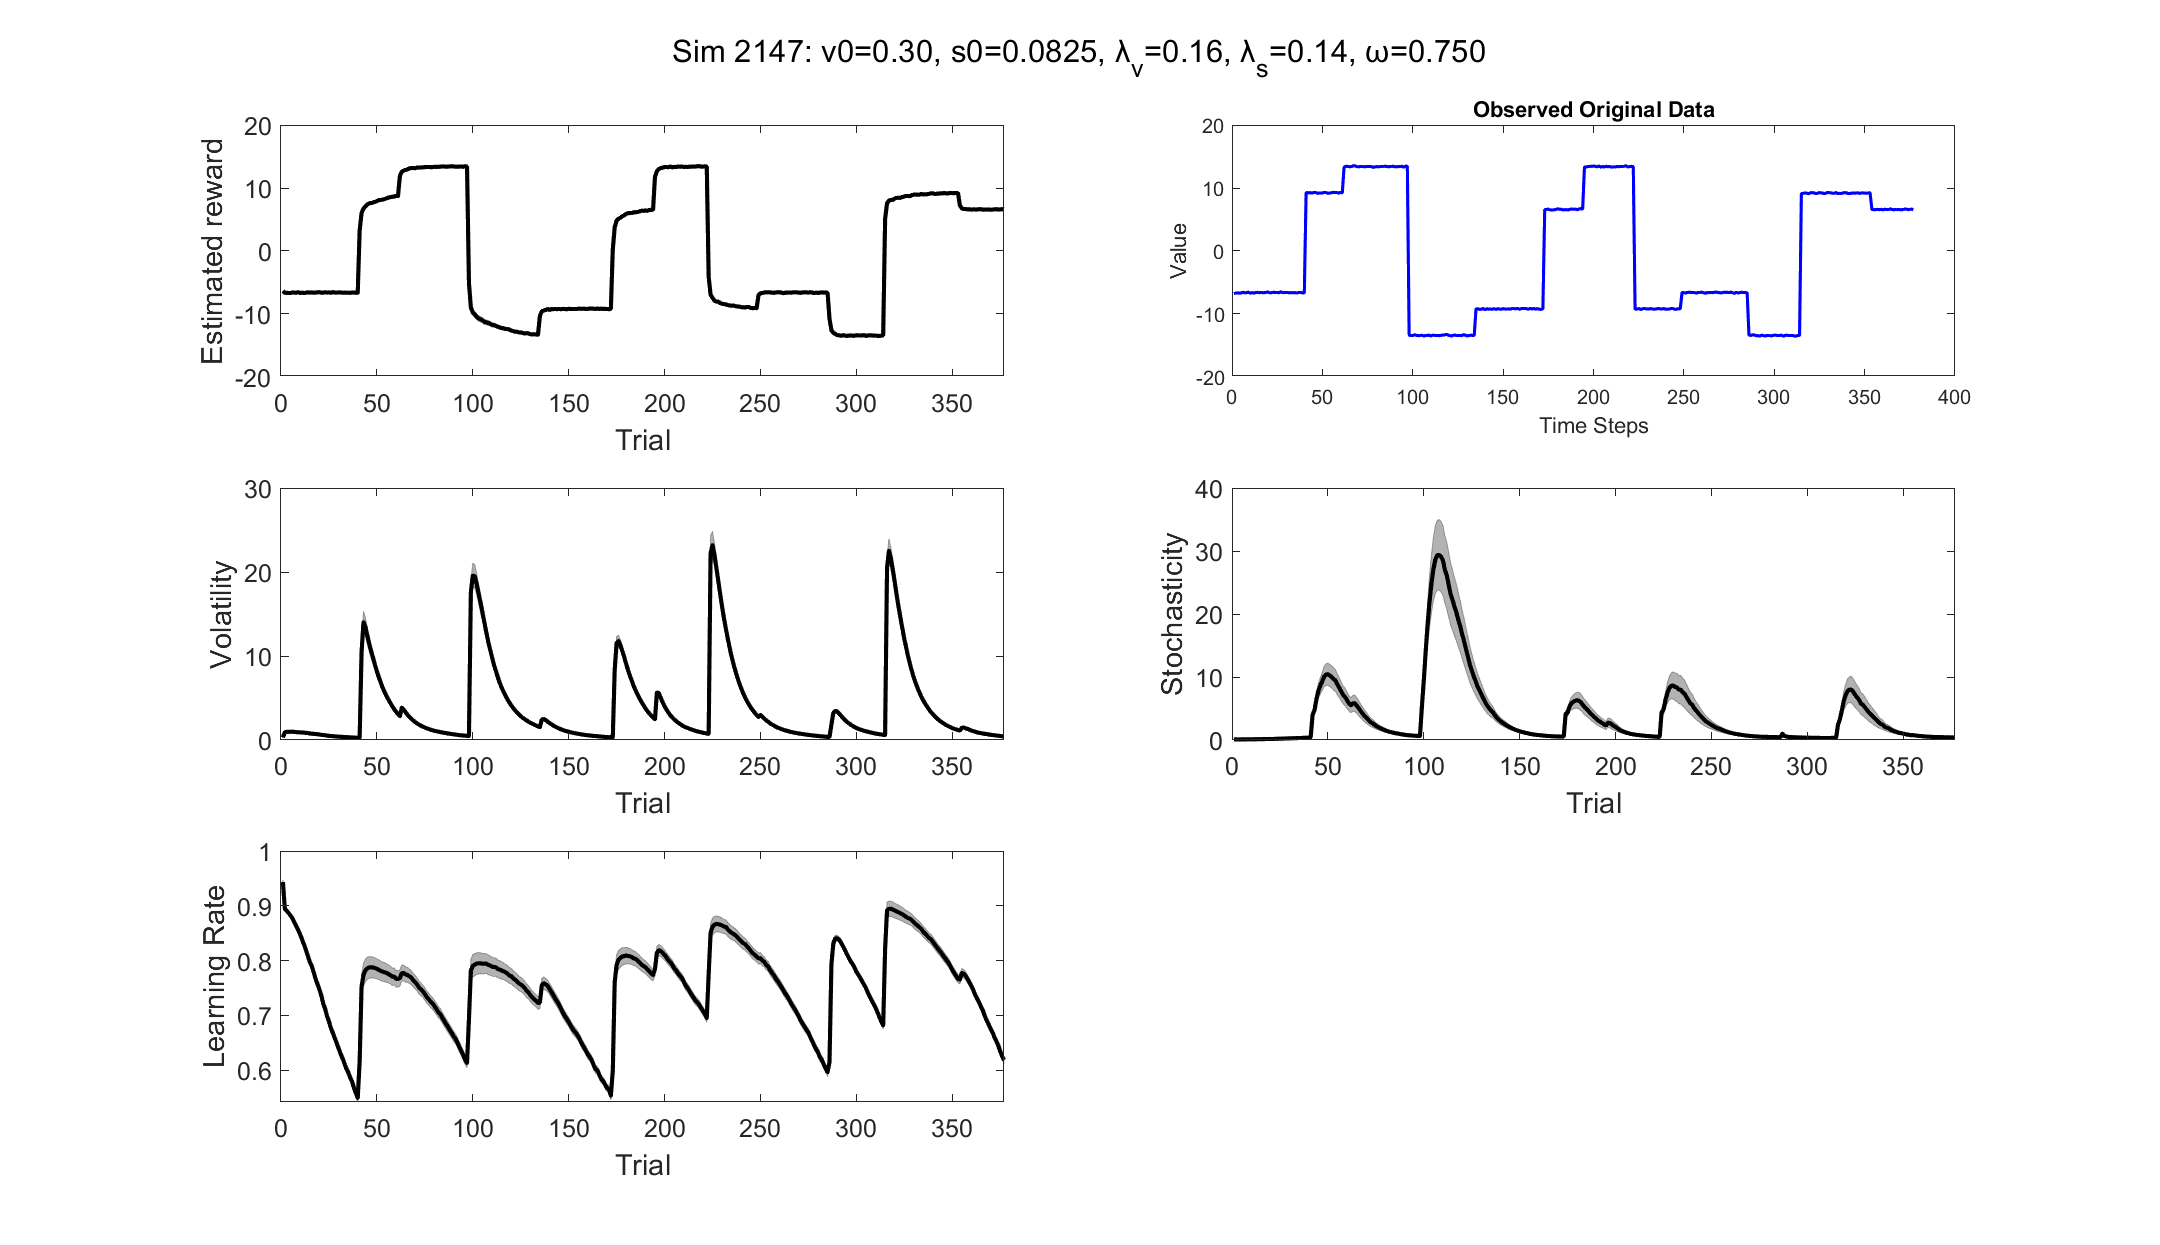 Sim 2147: v0=0.30, s0=0.0825, λ_v=0.16, λ_s=0.14, ω=0.750
Estimated reward
20
10
0
-10
-20
0 50 100 150 200 250 300 350
Trial
Observed Original Data
Value
20
10
0
-10
-20
0 50 100 150 200 250 300 350 400
Time Steps
Volatility
30
20
10
0
0 50 100 150 200 250 300 350
Trial
Stochasticity
40
30
20
10
0
0 50 100 150 200 250 300 350
Trial
Learning Rate
1
0.9
0.8
0.7
0.6
0 50 100 150 200 250 300 350
Trial